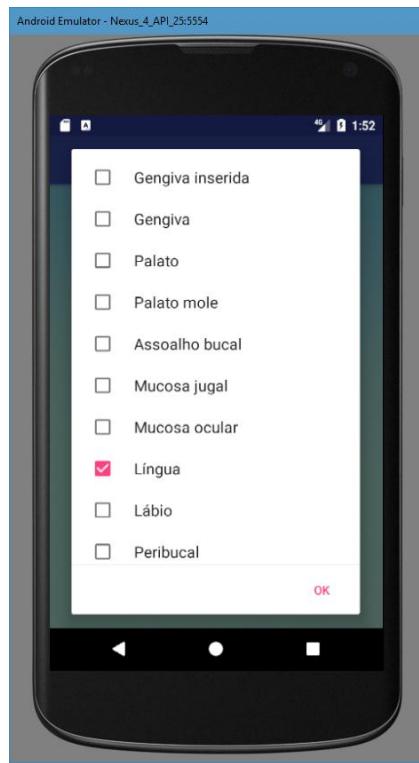 Android Emulator - Nexus_4_API_25:5554
4G 1:52
Gengiva inserida
Gengiva
Palato
Palato mole
Assoalho bucal
Mucosa jugal
Mucosa ocular
Língua
Lábio
Peribucal
OK